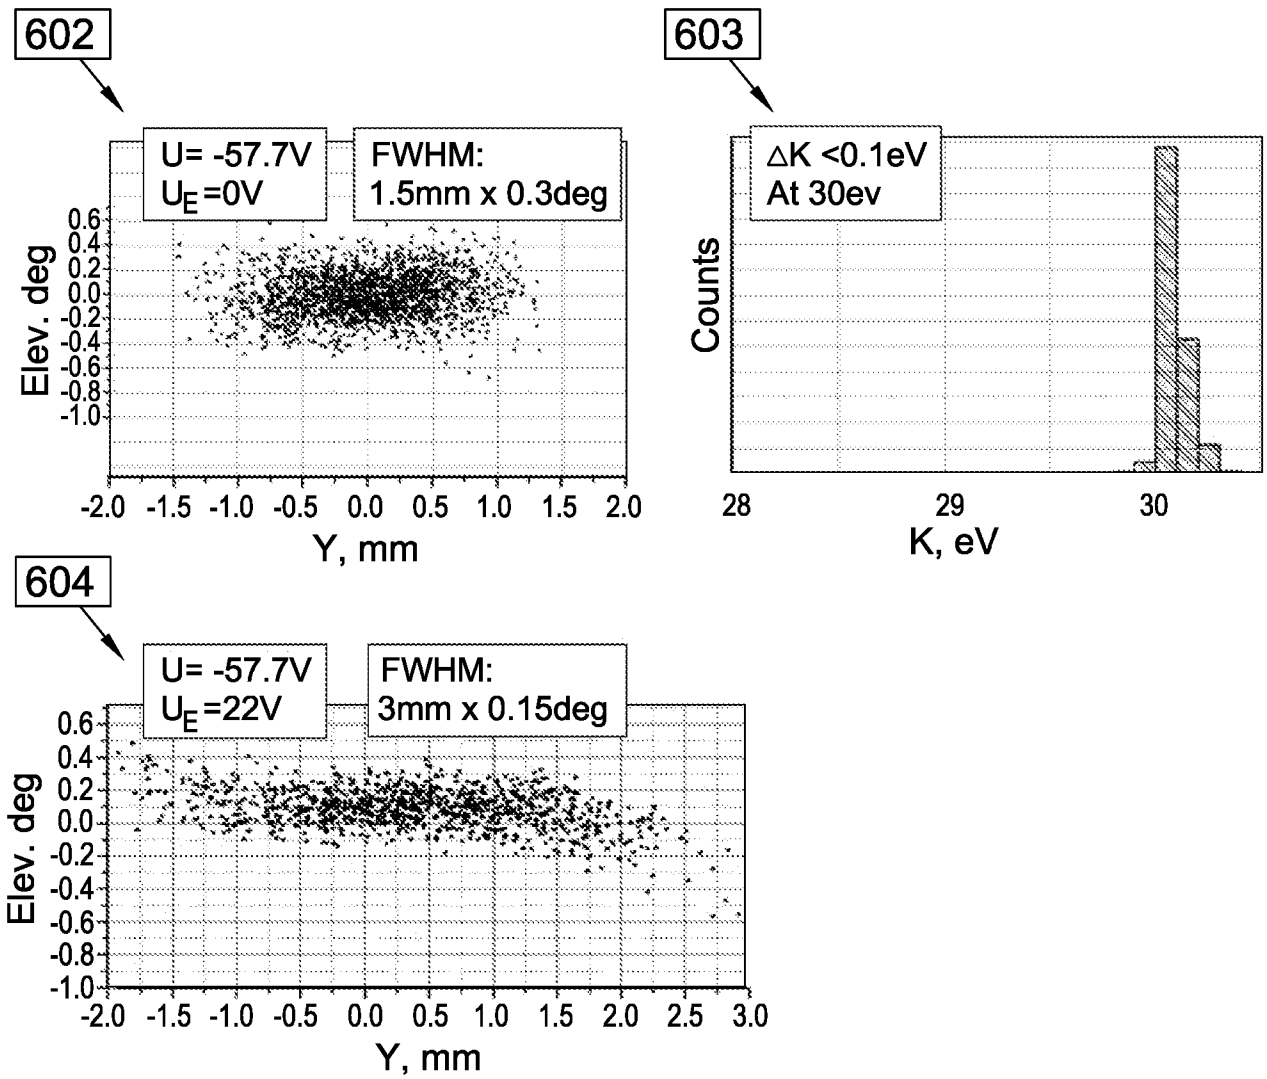 602
U= -57.7V
UE=0V
FWHM:
1.5mm x 0.3deg
Elev. deg
0.6
0.4
0.2
0.0
-0.2
-0.4
-0.6
-0.8
-1.0
-2.0 -1.5 -1.0 -0.5 0.0 0.5 1.0 1.5 2.0
Y, mm
603
△K <0.1eV
At 30ev
Counts
28 29 30
K, eV
604
U= -57.7V
UE=22V
FWHM:
3mm x 0.15deg
Elev. deg
0.6
0.4
0.2
0.0
-0.2
-0.4
-0.6
-0.8
-1.0
-2.0 -1.5 -1.0 -0.5 0.0 0.5 1.0 1.5 2.0 2.5 3.0
Y, mm